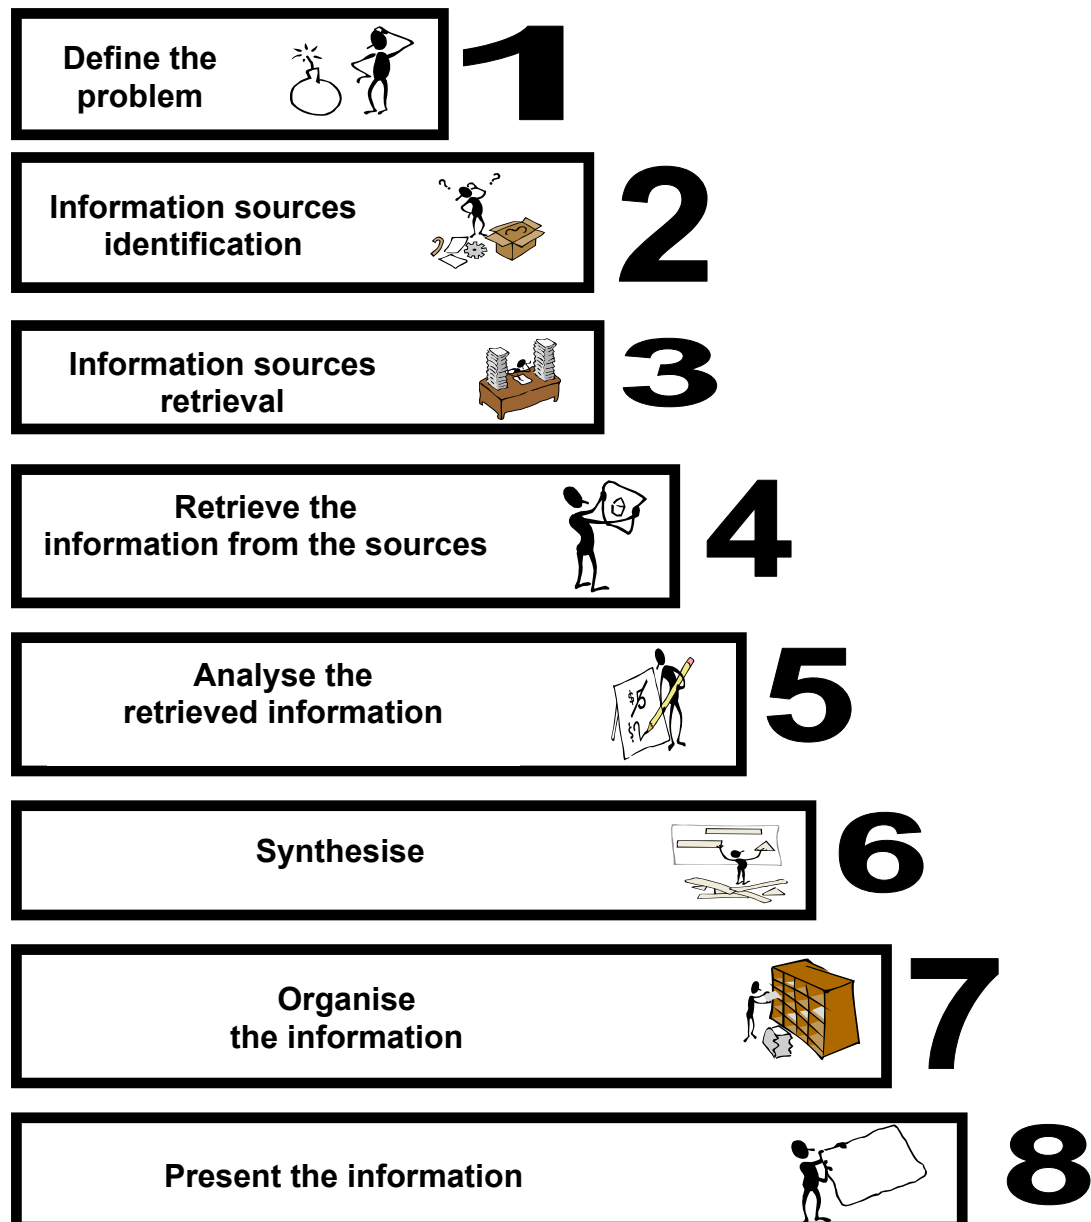 Define the
problem
1
Information sources
identification
2
Information sources
retrieval
3
Retrieve the
information from the sources
4
Analyse the
retrieved information
5
Synthesise
6
Organise
the information
7
Present the information
8